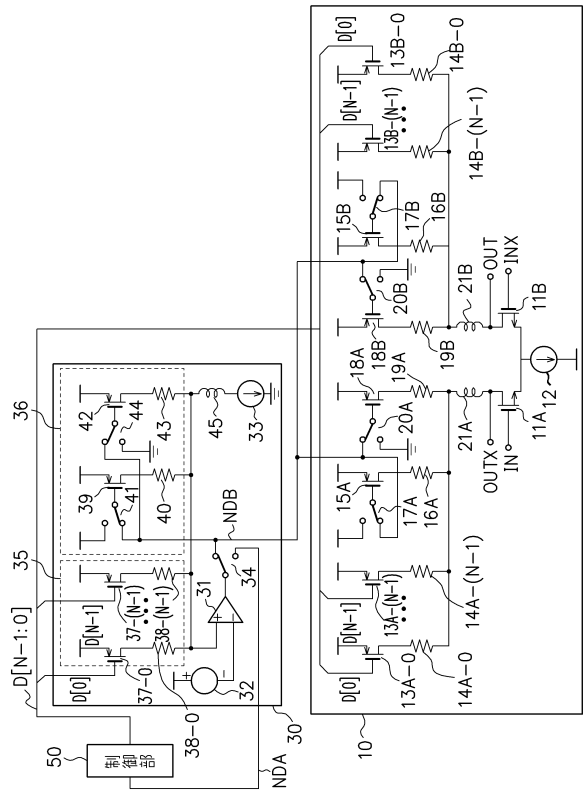 D[N-1:0]
35
36
50
制御部
D[0]
D[N-1]
37-0
37-(N-1)
38-0
38-(N-1)
39
40
41
42
43
44
45
31
32
33
34
30
NDA
NDB
D[0]
D[N-1]
13A-0
13A-(N-1)
14A-0
14A-(N-1)
15A
16A
17A
18A
19A
20A
21A
OUTX
IN
11A
12
11B
INX
OUT
21B
20B
18B
19B
15B
17B
16B
D[N-1]
D[0]
13B-(N-1)
13B-0
14B-(N-1)
14B-0
10
+
-
+
-